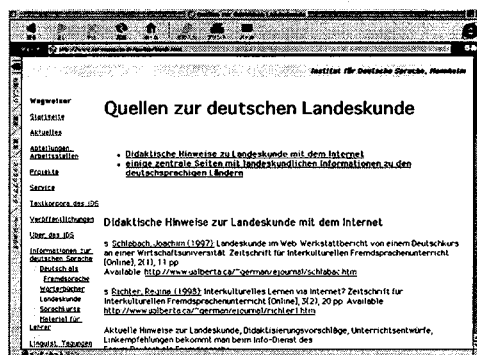 Institut für Deutsche Sprache, Mannheim
Wegweiser
Startseite
Aktuelles
Abteilungen,
Arbeitsstellen
Projekte
Service
Textkorpora des IDS
Veröffentlichungen
Über das IDS
Informationen zur
deutschen Sprache
Deutsch als
Fremdsprache
Wörterbücher
Landeskunde
Sprachkurse
Material für
Lehrer
Linguist. Tagungen
Quellen zur deutschen Landeskunde
Didaktische Hinweise zu Landeskunde mit dem Internet
einige zentrale Seiten mit landeskundlichen Informationen zu den
deutschsprachigen Ländern
Didaktische Hinweise zur Landeskunde mit dem Internet
s Schlabach, Joachim (1997) Landeskunde im Web Werkstattbericht von einem Deutschkurs
an einer Wirtschaftsuniversität Zeitschrift für Interkulturellen Fremdsprachenunterricht
[Online], 2(1), 11 pp
Available http://www.ualberta.ca/~german/ejournal/schlabac.htm
s Richter, Regina (1998) Interkulturelles Lernen via Internet? Zeitschrift für
Interkulturellen Fremdsprachenunterricht [Online], 3(2), 20 pp Available
http://www.ualberta.ca/~german/ejournal/richter1.htm
Aktuelle Hinweise zur Landeskunde, Didaktisierungsvorschläge, Unterrichtsentwürfe,
Linkempfehlungen bekommt man beim Info-Dienst des